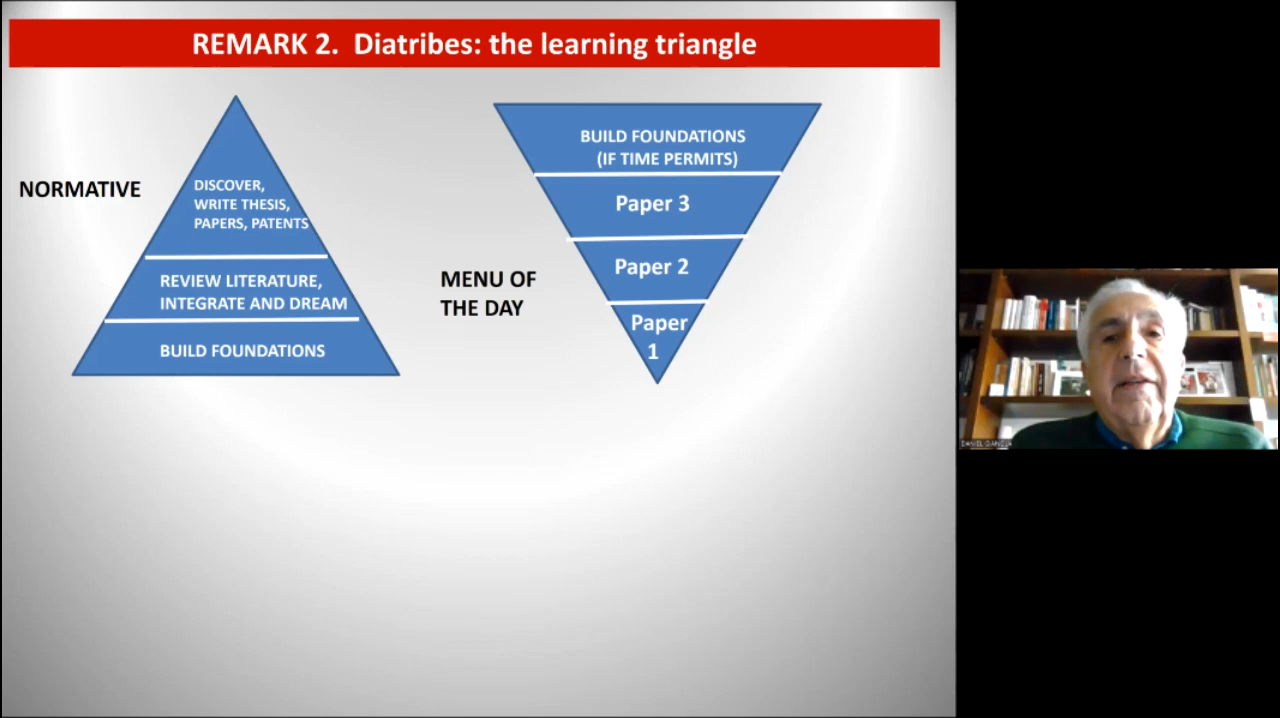 REMARK 2. Diatribes: the learning triangle
NORMATIVE
DISCOVER,
WRITE THESIS,
PAPERS, PATENTS
REVIEW LITERATURE,
INTEGRATE AND DREAM
BUILD FOUNDATIONS
MENU OF
THE DAY
BUILD FOUNDATIONS
(IF TIME PERMITS)
Paper 3
Paper 2
Paper
1